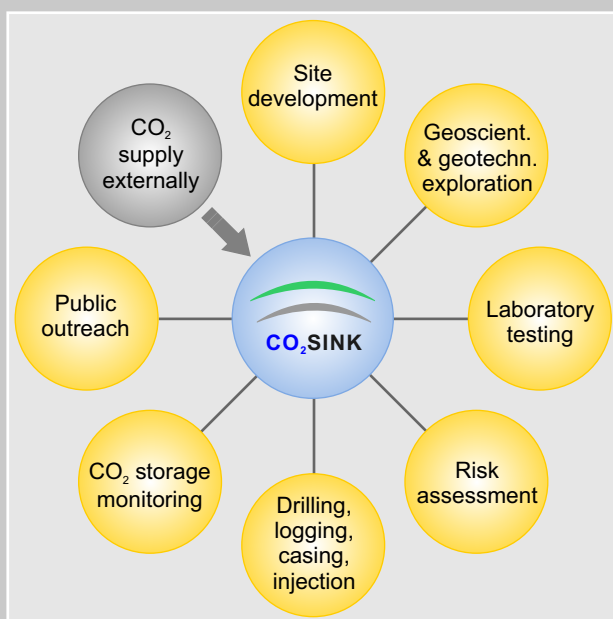 Site
development
Geoscient.
& geotechn.
exploration
Laboratory
testing
Risk
assessment
Drilling,
logging,
casing,
injection
CO₂ storage
monitoring
Public
outreach
CO₂
supply
externally
CO₂SINK